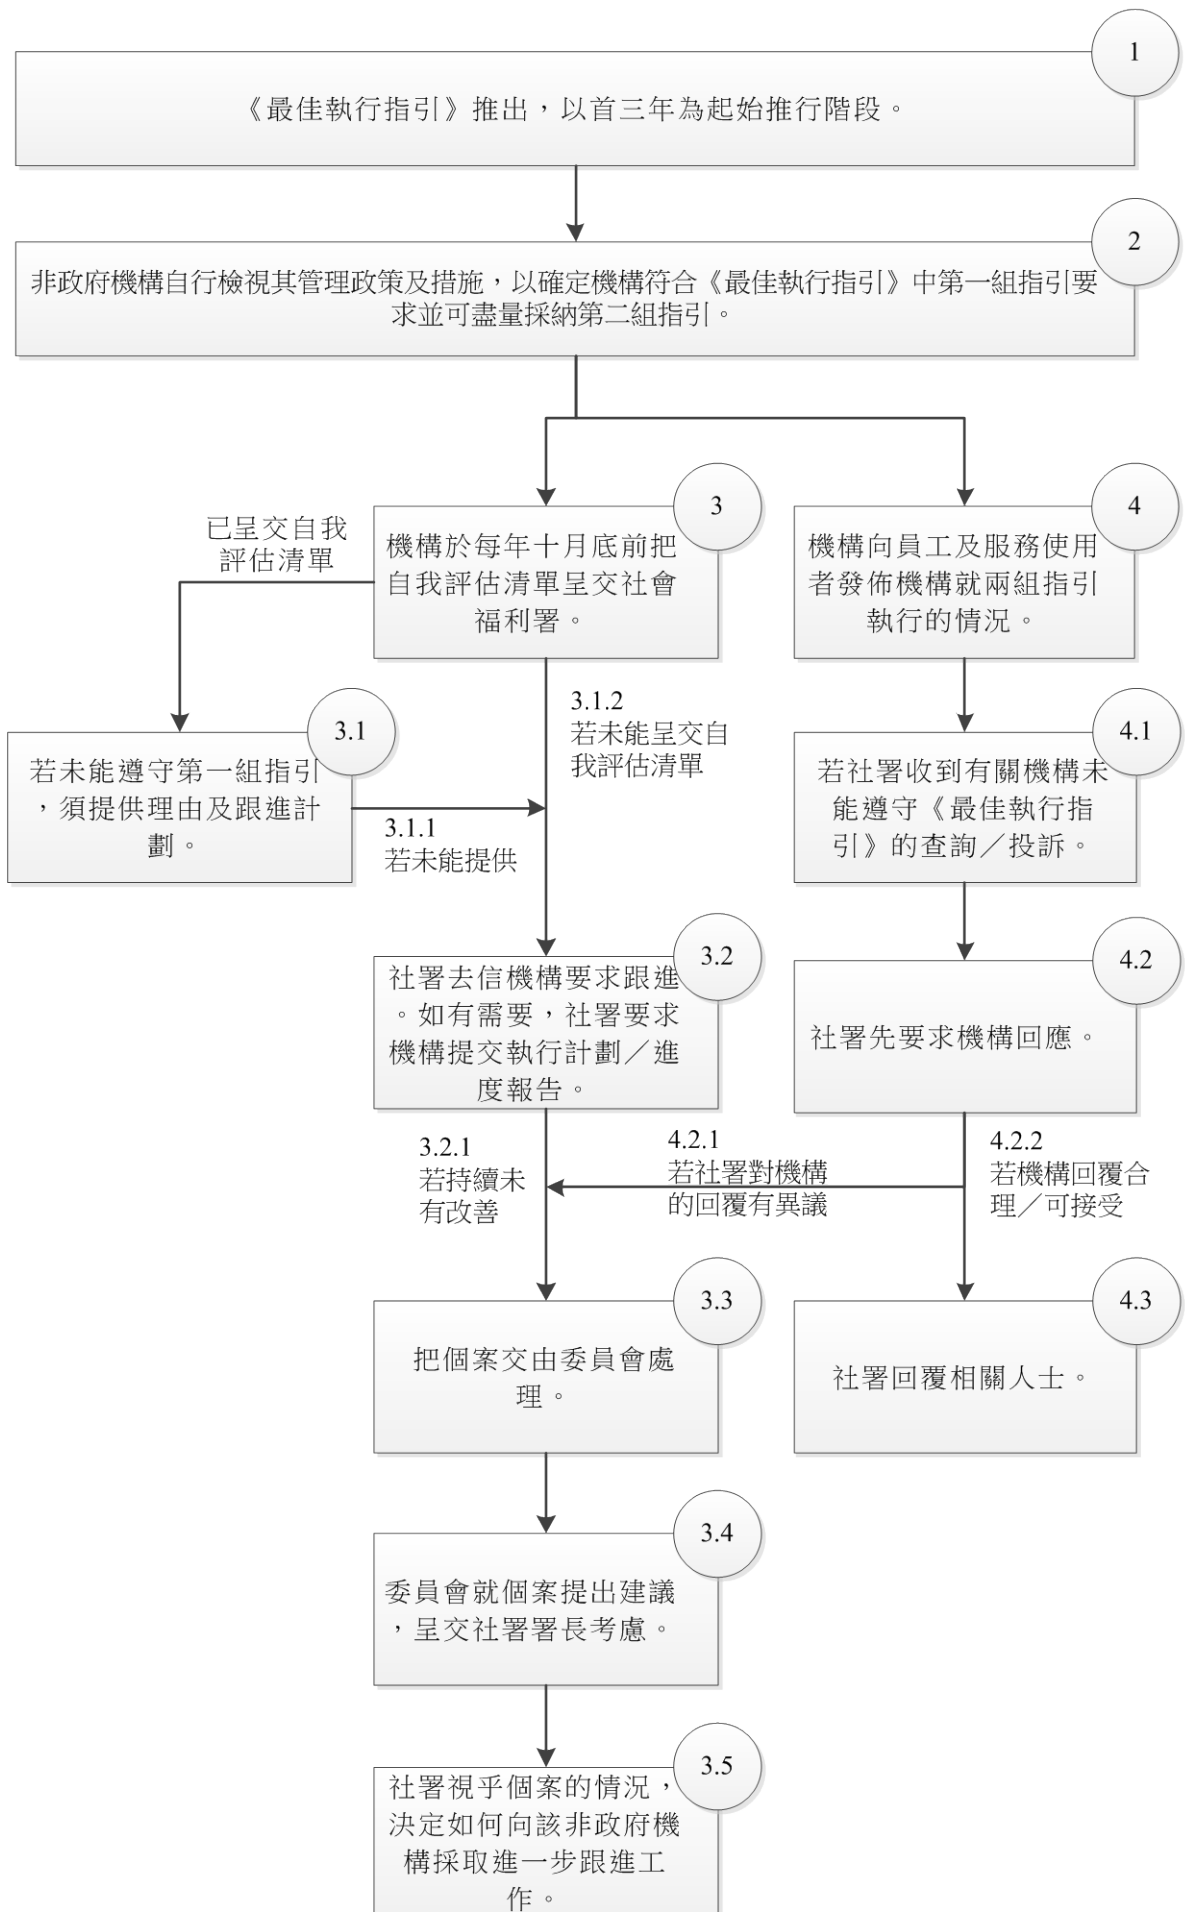 1
《最佳執行指引》推出，以首三年為起始推行階段。
2
非政府機構自行檢視其管理政策及措施，以確定機構符合《最佳執行指引》中第一組指引要
求並可盡量採納第二組指引。
3
機構於每年十月底前把
自我評估清單呈交社會
福利署。
4
機構向員工及服務使用
者發佈機構就兩組指引
執行的情況。
已呈交自我
評估清單
3.1
若未能遵守第一組指引
，須提供理由及跟進計
劃。
3.1.1
若未能提供
3.1.2
若未能呈交自
我評估清單
4.1
若社署收到有關機構未
能遵守《最佳執行指
引》的查詢／投訴。
3.2
社署去信機構要求跟進
。如有需要，社署要求
機構提交執行計劃／進
度報告。
4.2
社署先要求機構回應。
3.2.1
若持續未
有改善
4.2.1
若社署對機構
的回覆有異議
4.2.2
若機構回覆合
理／可接受
3.3
把個案交由委員會處
理。
4.3
社署回覆相關人士。
3.4
委員會就個案提出建議
，呈交社署署長考慮。
3.5
社署視乎個案的情況，
決定如何向該非政府機
構採取進一步跟進工
作。